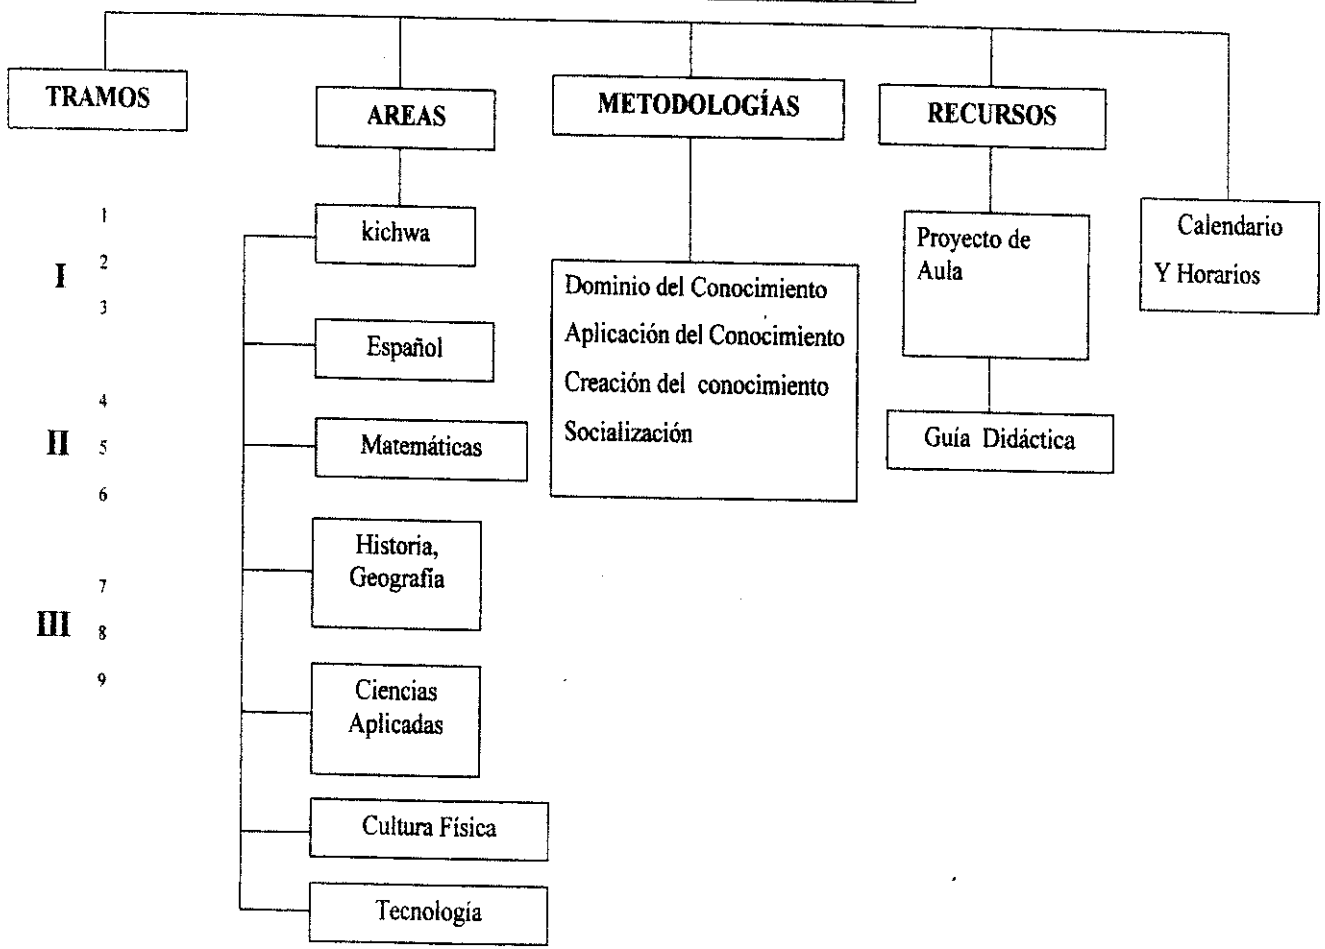 TRAMOS
AREAS
METODOLOGÍAS
RECURSOS
I
1
2
3
II
4
5
6
III
7
8
9
kichwa
Español
Matemáticas
Historia,
Geografía
Ciencias
Aplicadas
Cultura Física
Tecnología
Dominio del Conocimiento
Aplicación del Conocimiento
Creación del conocimiento
Socialización
Proyecto de
Aula
Guía Didáctica
Calendario
Y Horarios